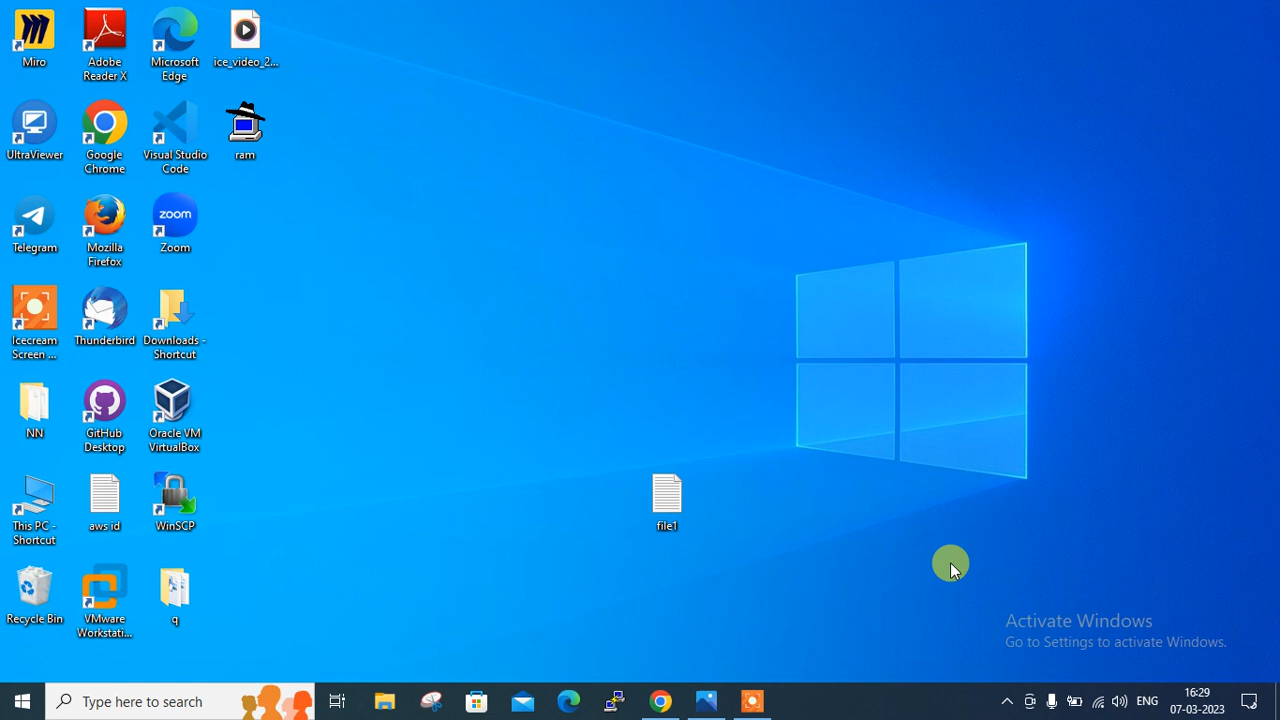 Miro
Adobe
Reader X
Microsoft
Edge
ice_video_2...
UltraViewer
Google
Chrome
Visual Studio
Code
ram
Telegram
Mozilla
Firefox
zoom
Zoom
Icecream
Screen ...
Thunderbird
Downloads -
Shortcut
NN
GitHub
Desktop
Oracle VM
VirtualBox
This PC -
Shortcut
aws id
WinSCP
file1
Recycle Bin
VMware
Workstati...
q
Activate Windows
Go to Settings to activate Windows.
Type here to search
ENG
16:29
07-03-2023